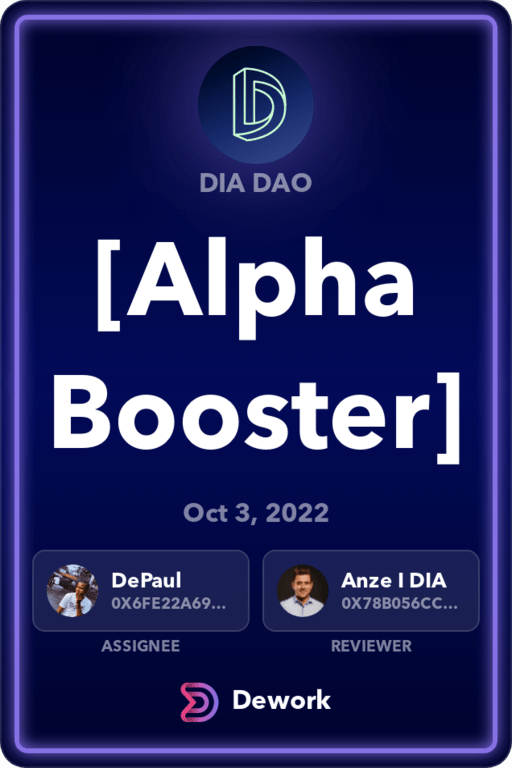 DIA DAO
[Alpha
Booster]
Oct 3, 2022
DePaul
0X6FE22A69...
ASSIGNEE
Anze I DIA
0X78B056CC...
REVIEWER
Dework